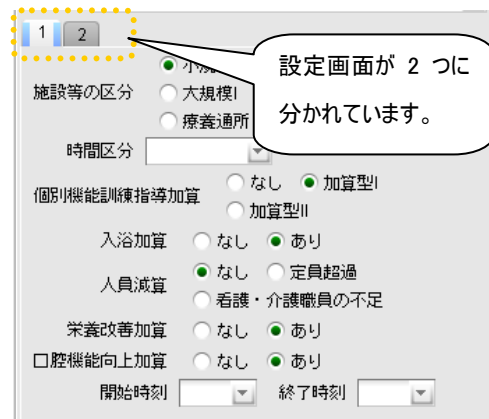 1 2
設定画面が 2 つに
分かれています。
施設等の区分
大規模I
療養通所
時間区分
個別機能訓練指導加算 なし 加算型I
加算型II
入浴加算 なし あり
人員減算 なし 定員超過
看護・介護職員の不足
栄養改善加算 なし あり
口腔機能向上加算 なし あり
開始時刻 終了時刻